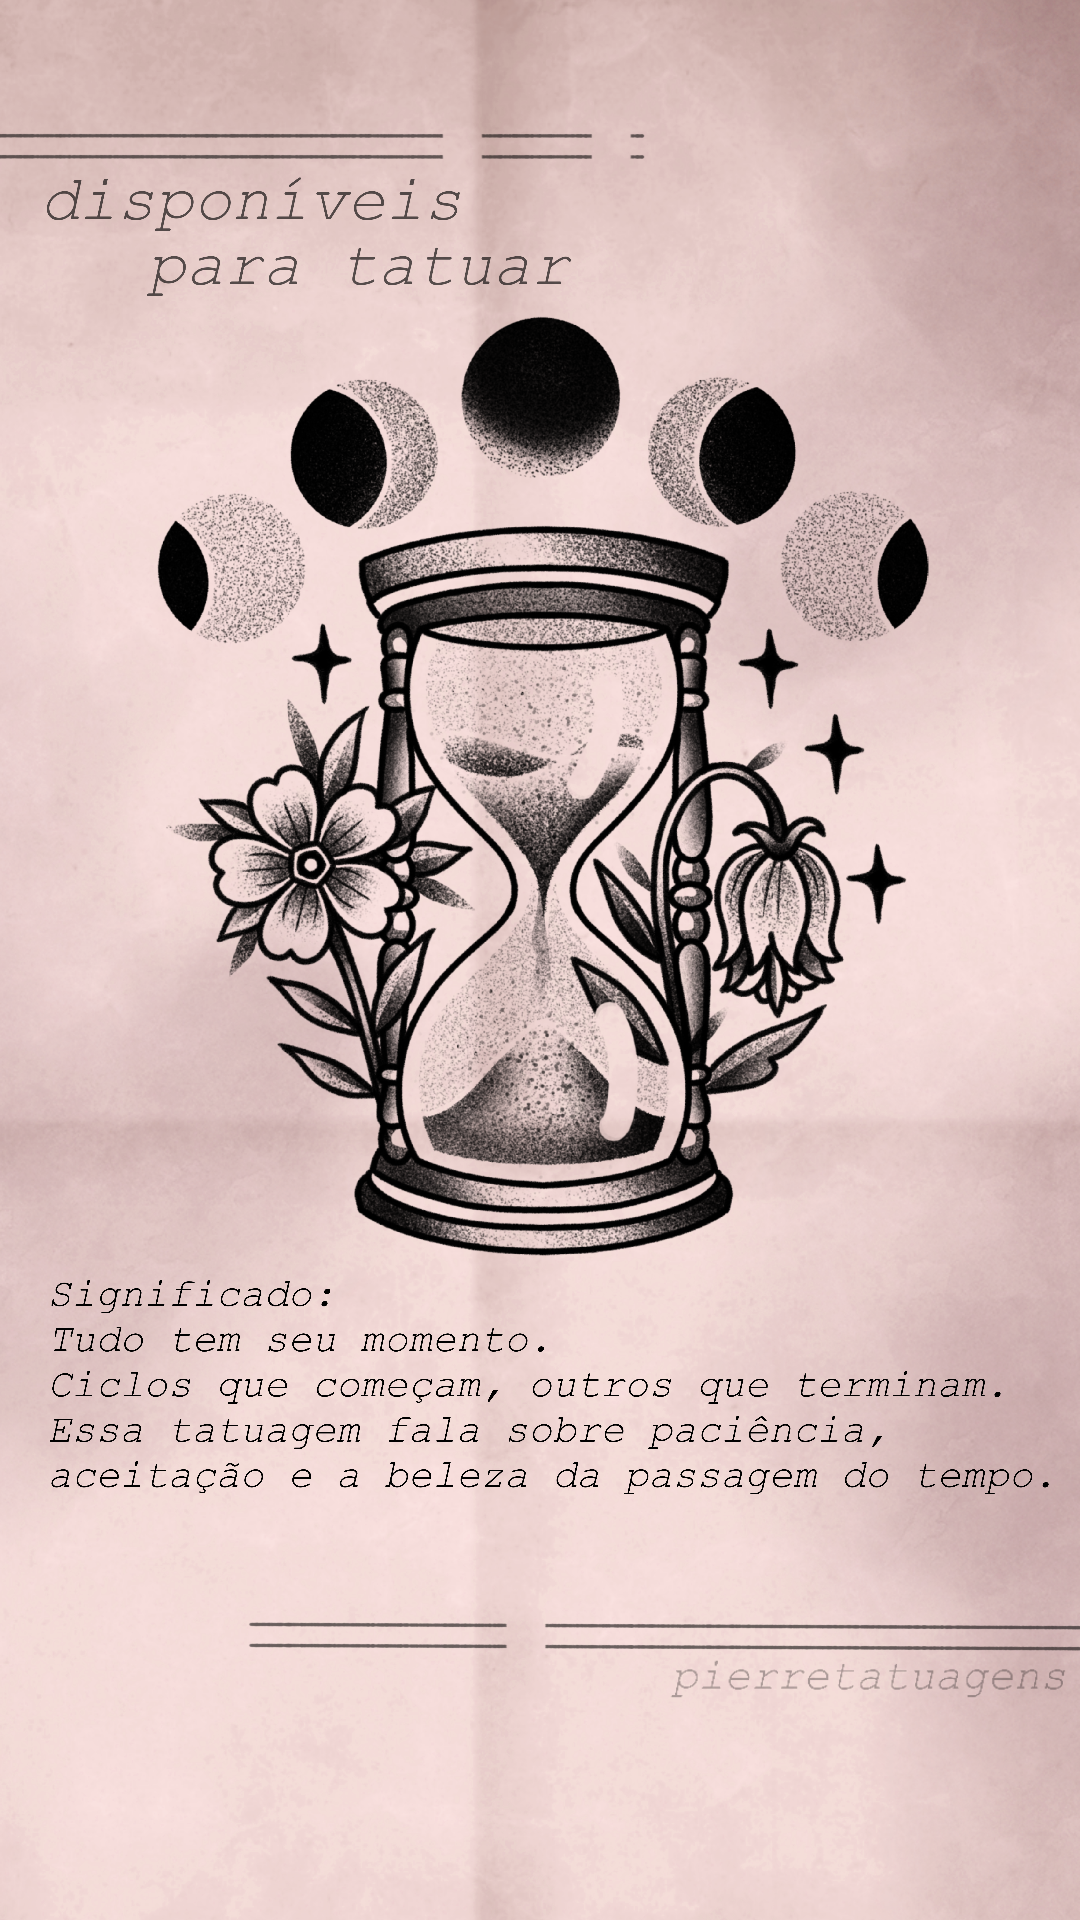 disponíveis
para tatuar
Significado:
Tudo tem seu momento.
Ciclos que começam, outros que terminam.
Essa tatuagem fala sobre paciência,
aceitação e a beleza da passagem do tempo.
pierretatuagens